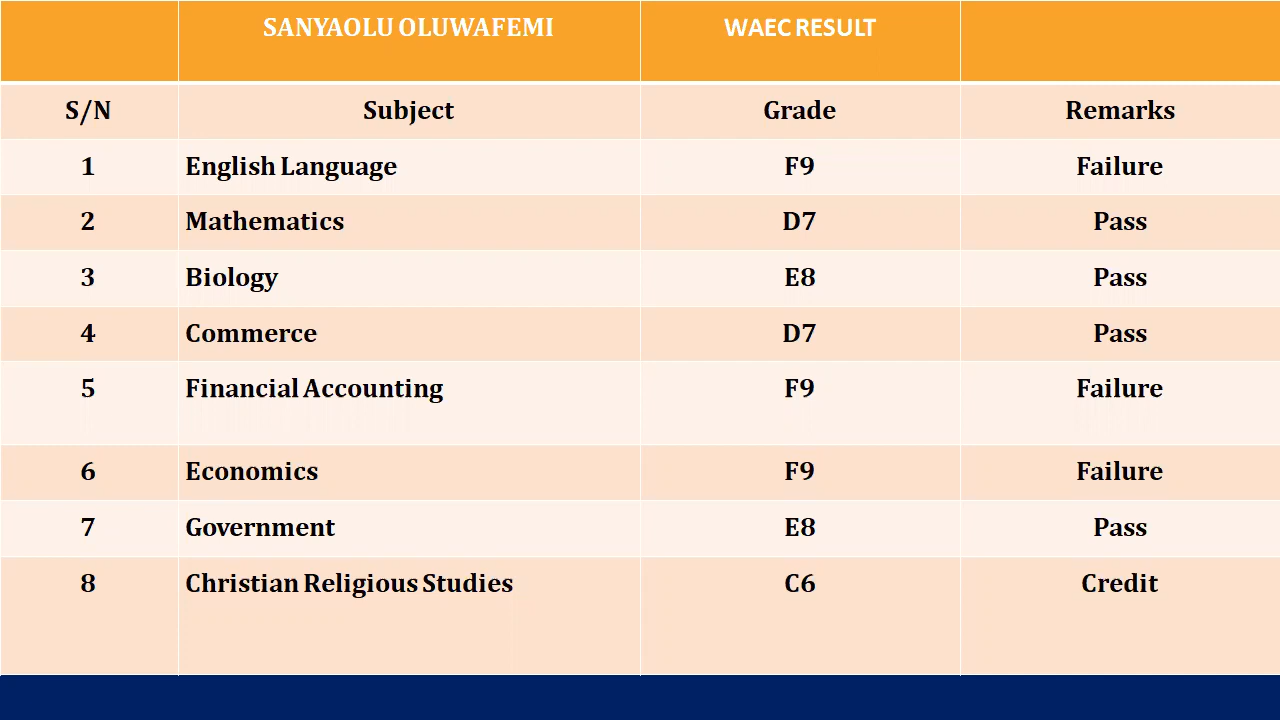 SANYAOLU OLUWAFEMI WAEC RESULT
S/N Subject Grade Remarks
1 English Language F9 Failure
2 Mathematics D7 Pass
3 Biology E8 Pass
4 Commerce D7 Pass
5 Financial Accounting F9 Failure
6 Economics F9 Failure
7 Government E8 Pass
8 Christian Religious Studies C6 Credit